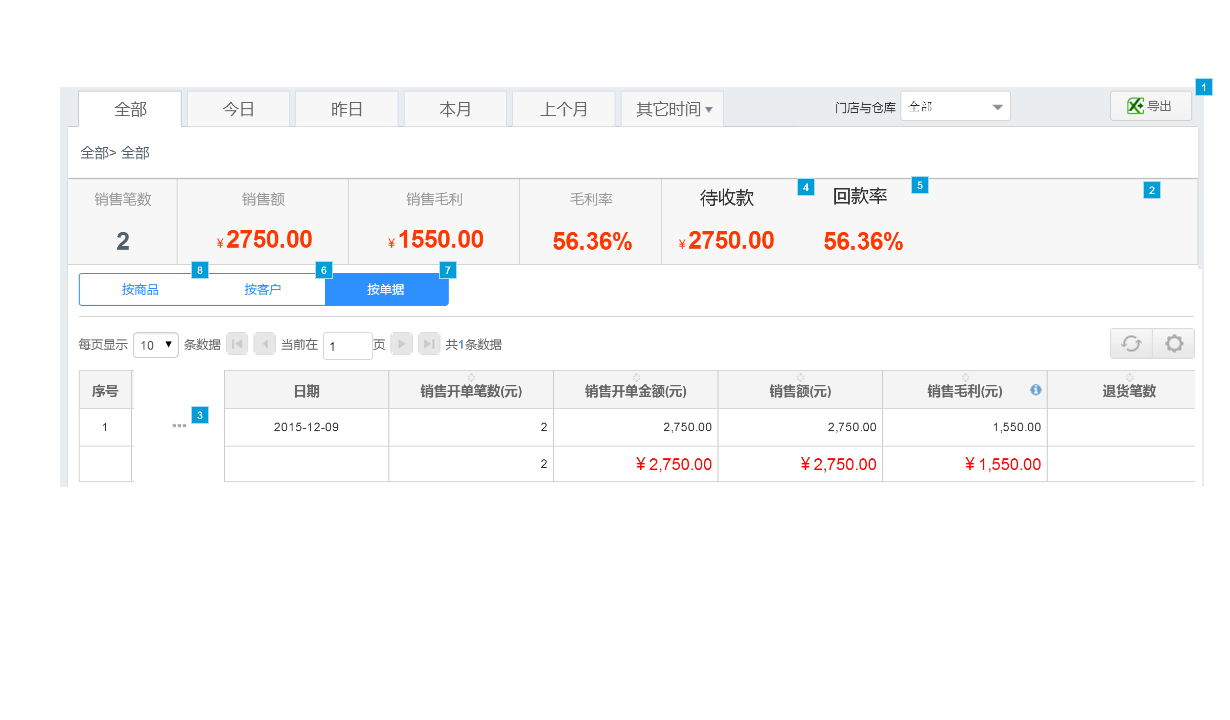 1
全部 今日 昨日 本月 上个月 其它时间 门店与仓库 全部 导出
全部> 全部
销售笔数 销售额 销售毛利 毛利率 待收款 4 回款率 5 2
2 ¥2750.00 ¥1550.00 56.36% ¥2750.00 56.36%
8 6 7
按商品 按客户 按单据
每页显示 10 条数据 当前在 1 页 共1条数据
序号 日期 销售开单笔数(元) 销售开单金额(元) 销售额(元) 销售毛利(元) 退货笔数
1 ... 3 2015-12-09 2 2,750.00 2,750.00 1,550.00
2 ¥2,750.00 ¥2,750.00 ¥1,550.00